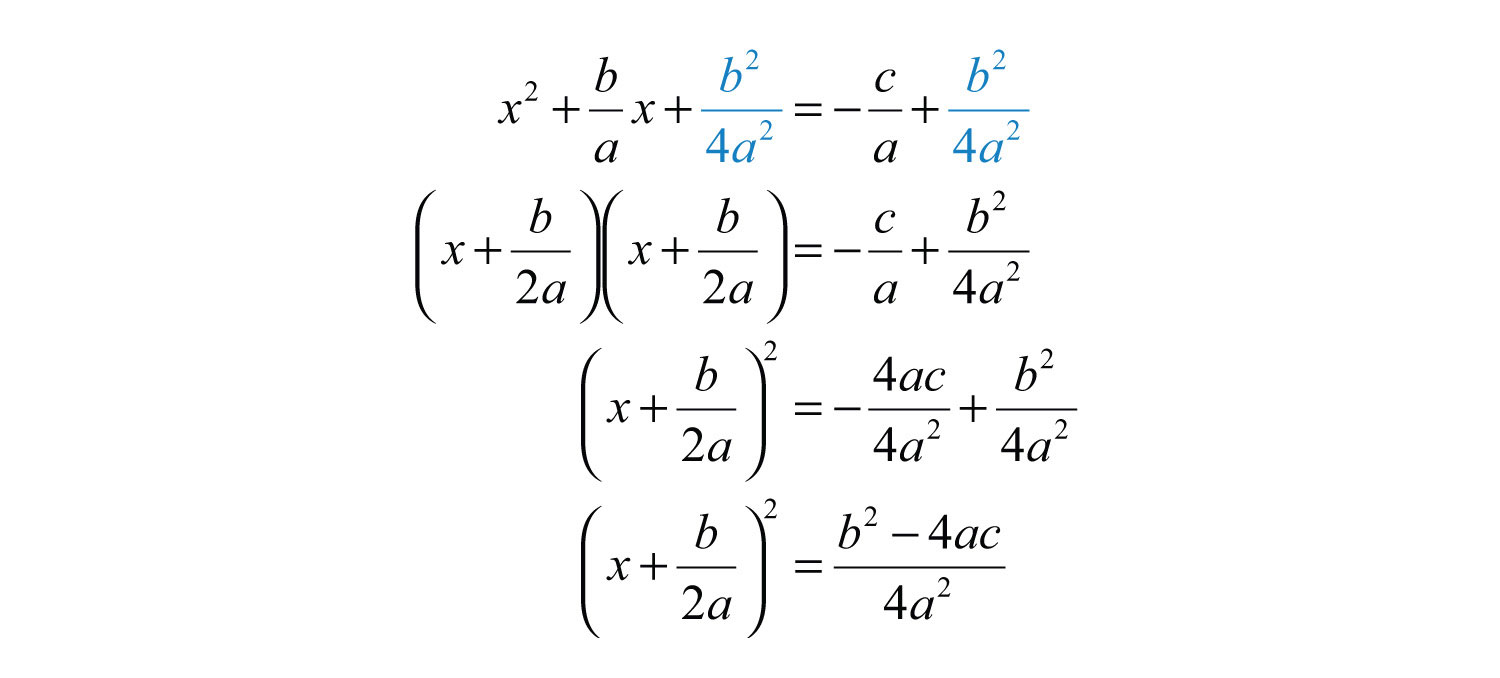 x² + b/a x + b²/4a² = −c/a + b²/4a²
(x + b/2a)(x + b/2a) = −c/a + b²/4a²
(x + b/2a)² = −4ac/4a² + b²/4a²
(x + b/2a)² = b² − 4ac/4a²